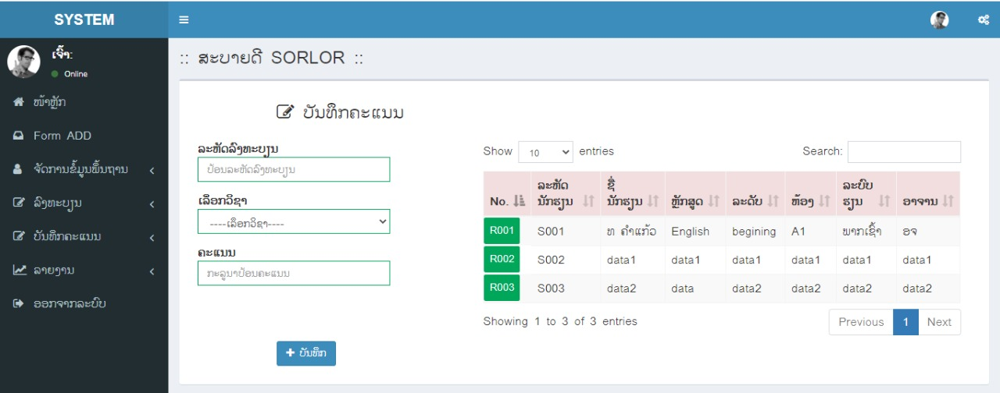 SYSTEM
ເຈົ້າ:
Online
ໜ້າຫຼັກ
Form ADD
ຈັດການຂໍ້ມູນພື້ນຖານ
ລົງທະບຽນ
ບັນທຶກຄະແນນ
ລາຍງານ
ອອກຈາກລະບົບ
:: ສະບາຍດີ SORLOR ::
ບັນທຶກຄະແນນ
ລະຫັດລົງທະບຽນ
ປ້ອນລະຫັດລົງທະບຽນ
ເລືອກວິຊາ
----ເລືອກວິຊາ----
ຄະແນນ
ກະລຸນາປ້ອນຄະແນນ
ບັນທຶກ
Show 10 entries
Search:
No. ລະຫັດ ນັກຮຽນ ຊື່ ນັກຮຽນ ຫຼັກສູດ ລະດັບ ຫ້ອງ ລະບົບ ຮຽນ ອາຈານ
R001 S001 ທ ຄຳແກ້ວ English begining A1 ພາກເຊົ້າ ອຈ
R002 S002 data1 data1 data1 data1 data1 data1
R003 S003 data2 data data2 data2 data2 data2
Showing 1 to 3 of 3 entries
Previous 1 Next